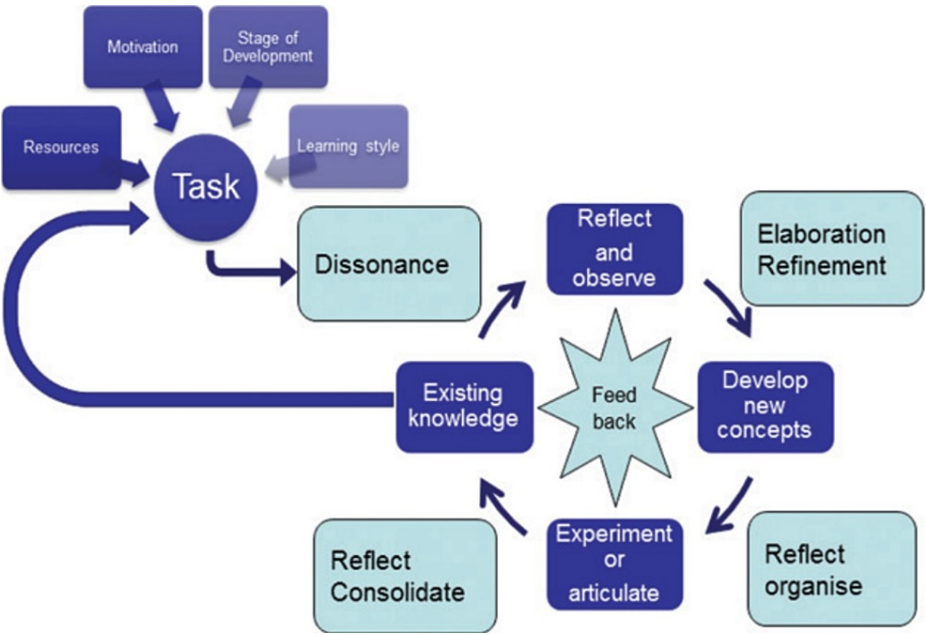 Motivation
Stage of
Development
Resources
Learning style
Task
Dissonance
Reflect
and
observe
Elaboration
Refinement
Existing
knowledge
Feed
back
Develop
new
concepts
Reflect
Consolidate
Experiment
or
articulate
Reflect
organise